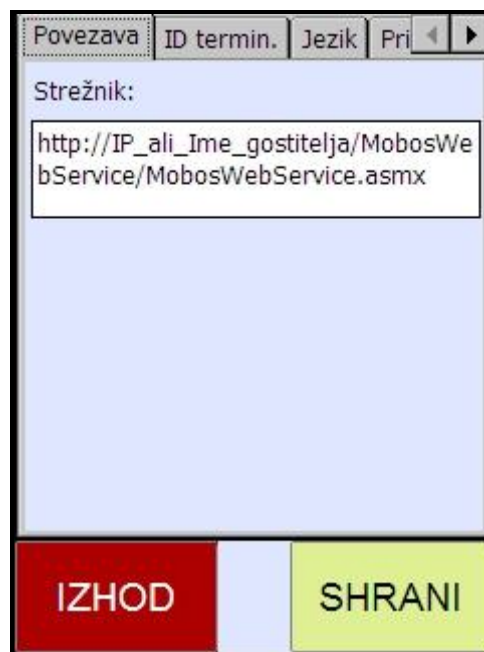 Povezava ID termin. Jezik Pri
Strežnik:
http://IP_ali_Ime_gostitelja/MobosWe
bService/MobosWebService.asmx
IZHOD SHRANI